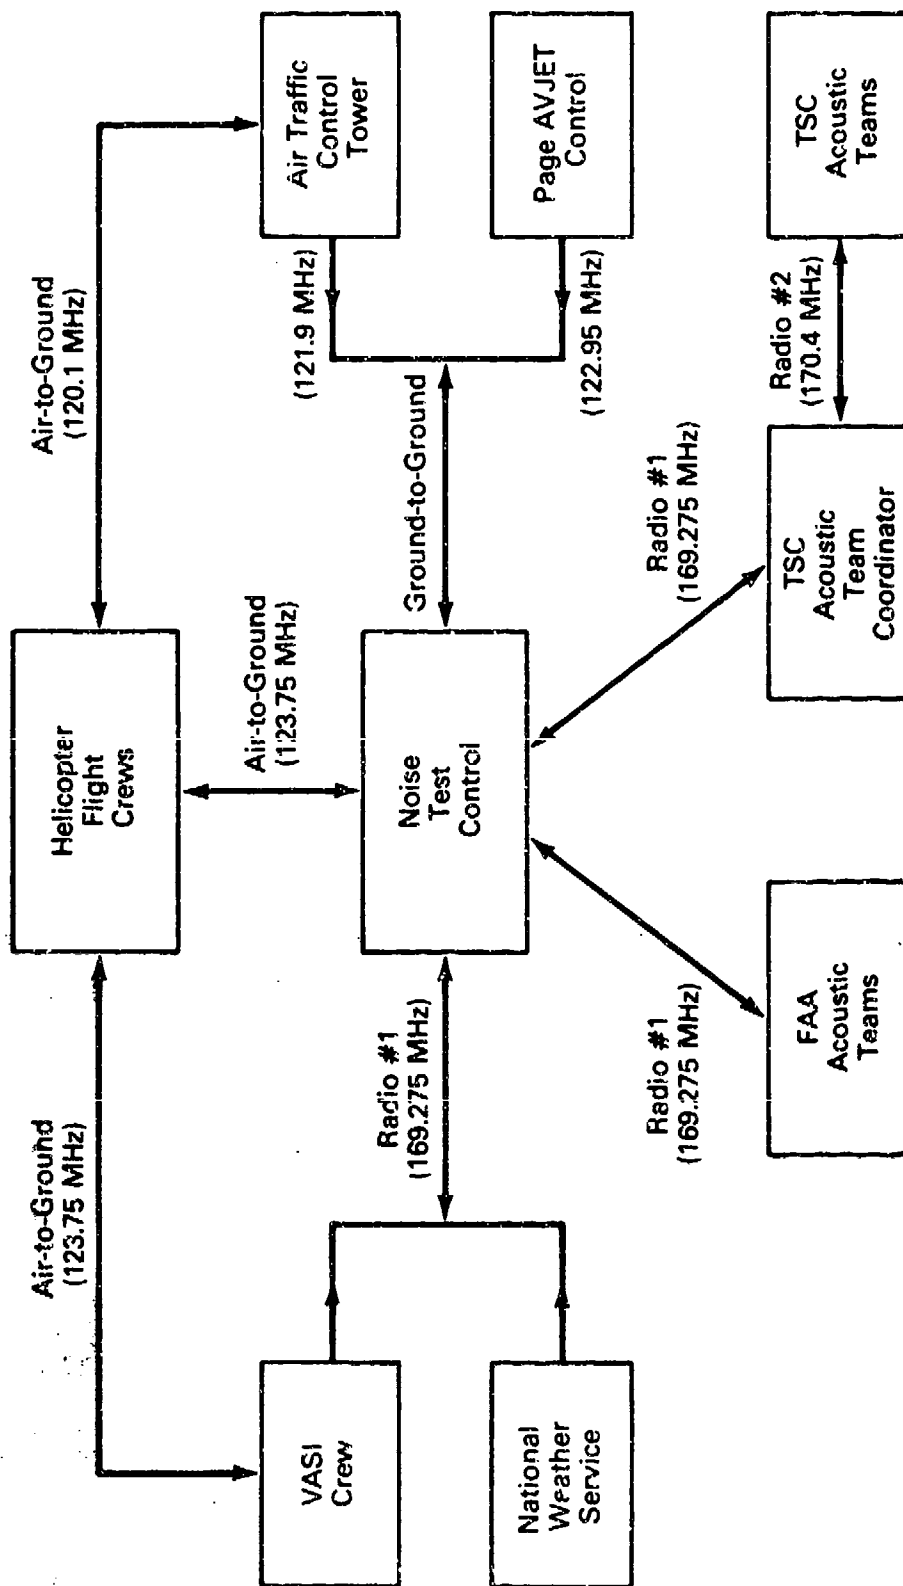 Air-to-Ground
(123.75 MHz)
Helicopter
Flight
Crews
Air-to-Ground
(120.1 MHz)
VASI
Crew
Air-to-Ground
(123.75 MHz)
Air Traffic
Control
Tower
(121.9 MHz)
Radio #1
(169.275 MHz)
Noise
Test
Control
Ground-to-Ground
National
Weather
Service
Page AVJET
Control
(122.95 MHz)
Radio #1
(169.275 MHz)
Radio #1
(169.275 MHz)
Radio #2
(170.4 MHz)
FAA
Acoustic
Teams
TSC
Acoustic
Team
Coordinator
TSC
Acoustic
Teams